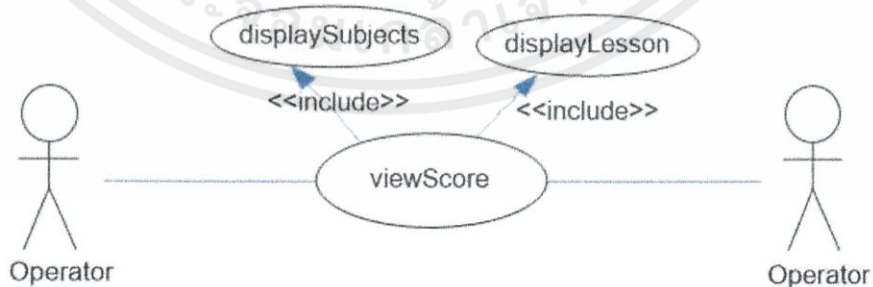 displaySubjects
displayLesson
<<include>>
<<include>>
viewScore
Operator
Operator